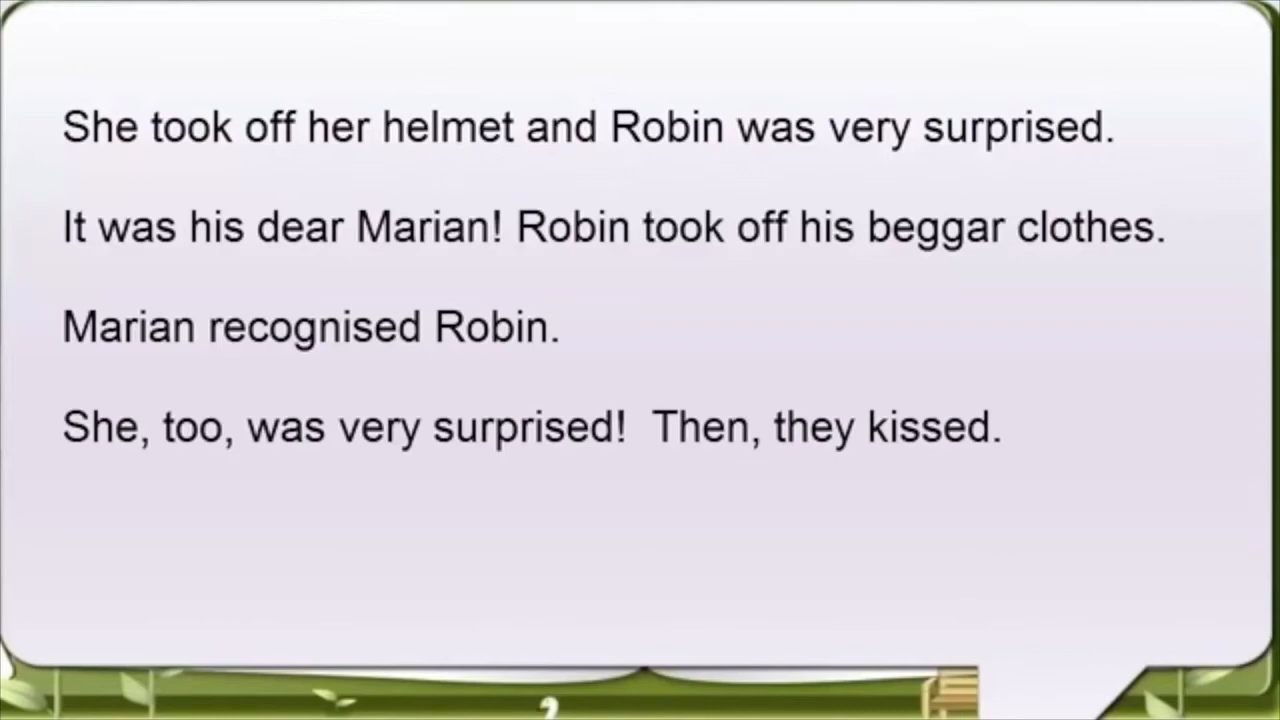 She took off her helmet and Robin was very surprised.
It was his dear Marian! Robin took off his beggar clothes.
Marian recognised Robin.
She, too, was very surprised!  Then, they kissed.